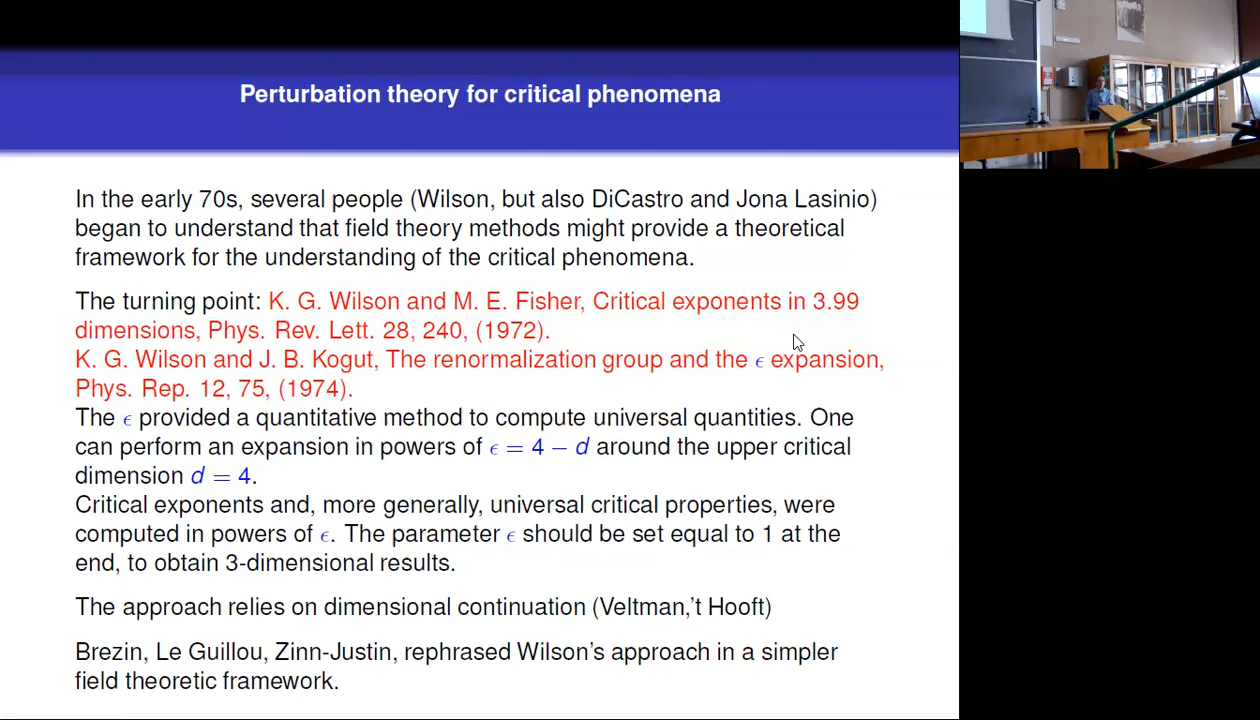 Perturbation theory for critical phenomena
In the early 70s, several people (Wilson, but also DiCastro and Jona Lasinio)
began to understand that field theory methods might provide a theoretical
framework for the understanding of the critical phenomena.
The turning point: K. G. Wilson and M. E. Fisher, Critical exponents in 3.99
dimensions, Phys. Rev. Lett. 28, 240, (1972).
K. G. Wilson and J. B. Kogut, The renormalization group and the ϵ expansion,
Phys. Rep. 12, 75, (1974).
The ϵ provided a quantitative method to compute universal quantities. One
can perform an expansion in powers of ϵ = 4 − d around the upper critical
dimension d = 4.
Critical exponents and, more generally, universal critical properties, were
computed in powers of ϵ. The parameter ϵ should be set equal to 1 at the
end, to obtain 3-dimensional results.
The approach relies on dimensional continuation (Veltman,'t Hooft)
Brezin, Le Guillou, Zinn-Justin, rephrased Wilson's approach in a simpler
field theoretic framework.